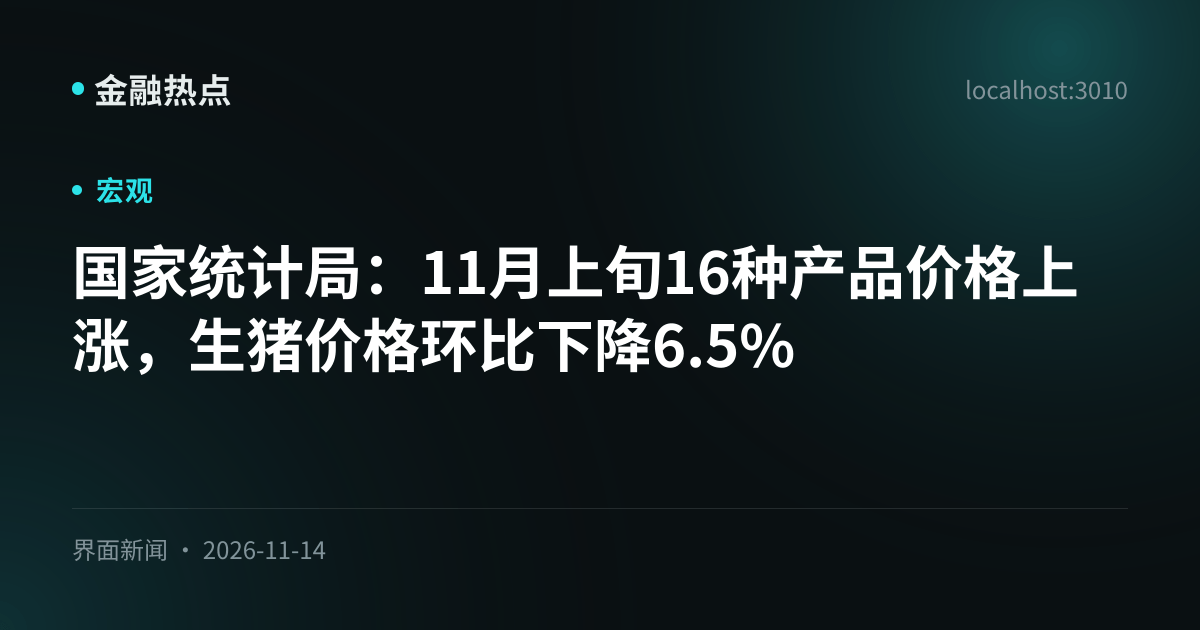 金融热点
localhost:3010
宏观
国家统计局：11月上旬16种产品价格上
涨，生猪价格环比下降6.5%
界面新闻 · 2026-11-14